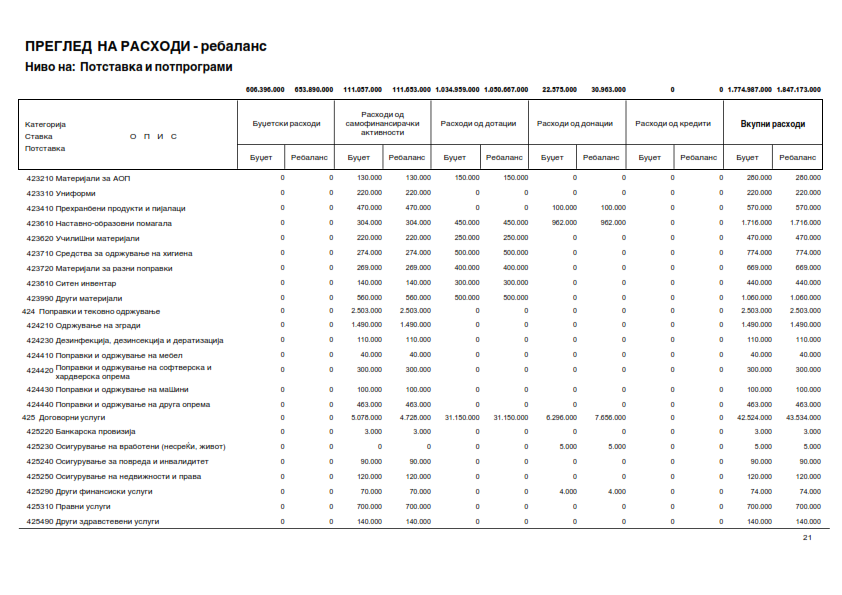 ПРЕГЛЕД НА РАСХОДИ - ребаланс
Ниво на: Потставка и потпрограми
606.396.000 653.890.000 111.057.000 111.653.000 1.034.959.000 1.050.667.000 22.575.000 30.963.000 0 0 1.774.987.000 1.847.173.000
Категорија
Ставка О П И С
Потставка
Буџетски расходи
Расходи од
самофинансирачки
активности
Расходи од дотации
Расходи од донации
Расходи од кредити
Вкупни расходи
Буџет Ребаланс Буџет Ребаланс Буџет Ребаланс Буџет Ребаланс Буџет Ребаланс Буџет Ребаланс
423210 Материјали за АОП 0 0 130.000 130.000 150.000 150.000 0 0 0 0 280.000 280.000
423310 Униформи 0 0 220.000 220.000 0 0 0 0 0 0 220.000 220.000
423410 Прехранбени продукти и пијалаци 0 0 470.000 470.000 0 0 100.000 100.000 0 0 570.000 570.000
423610 Наставно-образовни помагала 0 0 304.000 304.000 450.000 450.000 962.000 962.000 0 0 1.716.000 1.716.000
423620 УчилиШни материјали 0 0 220.000 220.000 250.000 250.000 0 0 0 0 470.000 470.000
423710 Средства за одржување на хигиена 0 0 274.000 274.000 500.000 500.000 0 0 0 0 774.000 774.000
423720 Материјали за разни поправки 0 0 269.000 269.000 400.000 400.000 0 0 0 0 669.000 669.000
423810 Ситен инвентар 0 0 140.000 140.000 300.000 300.000 0 0 0 0 440.000 440.000
423990 Други материјали 0 0 560.000 560.000 500.000 500.000 0 0 0 0 1.060.000 1.060.000
424 Поправки и тековно одржување 0 0 2.503.000 2.503.000 0 0 0 0 0 0 2.503.000 2.503.000
424210 Одржување на згради 0 0 1.490.000 1.490.000 0 0 0 0 0 0 1.490.000 1.490.000
424230 Дезинфекција, дезинсекција и дератизација 0 0 110.000 110.000 0 0 0 0 0 0 110.000 110.000
424410 Поправки и одржување на мебел 0 0 40.000 40.000 0 0 0 0 0 0 40.000 40.000
424420 Поправки и одржување на софтверска и
хардверска опрема 0 0 300.000 300.000 0 0 0 0 0 0 300.000 300.000
424430 Поправки и одржување на маШини 0 0 100.000 100.000 0 0 0 0 0 0 100.000 100.000
424440 Поправки и одржување на друга опрема 0 0 463.000 463.000 0 0 0 0 0 0 463.000 463.000
425 Договорни услуги 0 0 5.078.000 4.728.000 31.150.000 31.150.000 6.296.000 7.656.000 0 0 42.524.000 43.534.000
425220 Банкарска провизија 0 0 3.000 3.000 0 0 0 0 0 0 3.000 3.000
425230 Осигурување на вработени (несреЌи, живот) 0 0 0 0 0 0 5.000 5.000 0 0 5.000 5.000
425240 Осигурување за повреда и инвалидитет 0 0 90.000 90.000 0 0 0 0 0 0 90.000 90.000
425250 Осигурување на недвижности и права 0 0 120.000 120.000 0 0 0 0 0 0 120.000 120.000
425290 Други финансиски услуги 0 0 70.000 70.000 0 0 4.000 4.000 0 0 74.000 74.000
425310 Правни услуги 0 0 700.000 700.000 0 0 0 0 0 0 700.000 700.000
425490 Други здравствени услуги 0 0 140.000 140.000 0 0 0 0 0 0 140.000 140.000
21